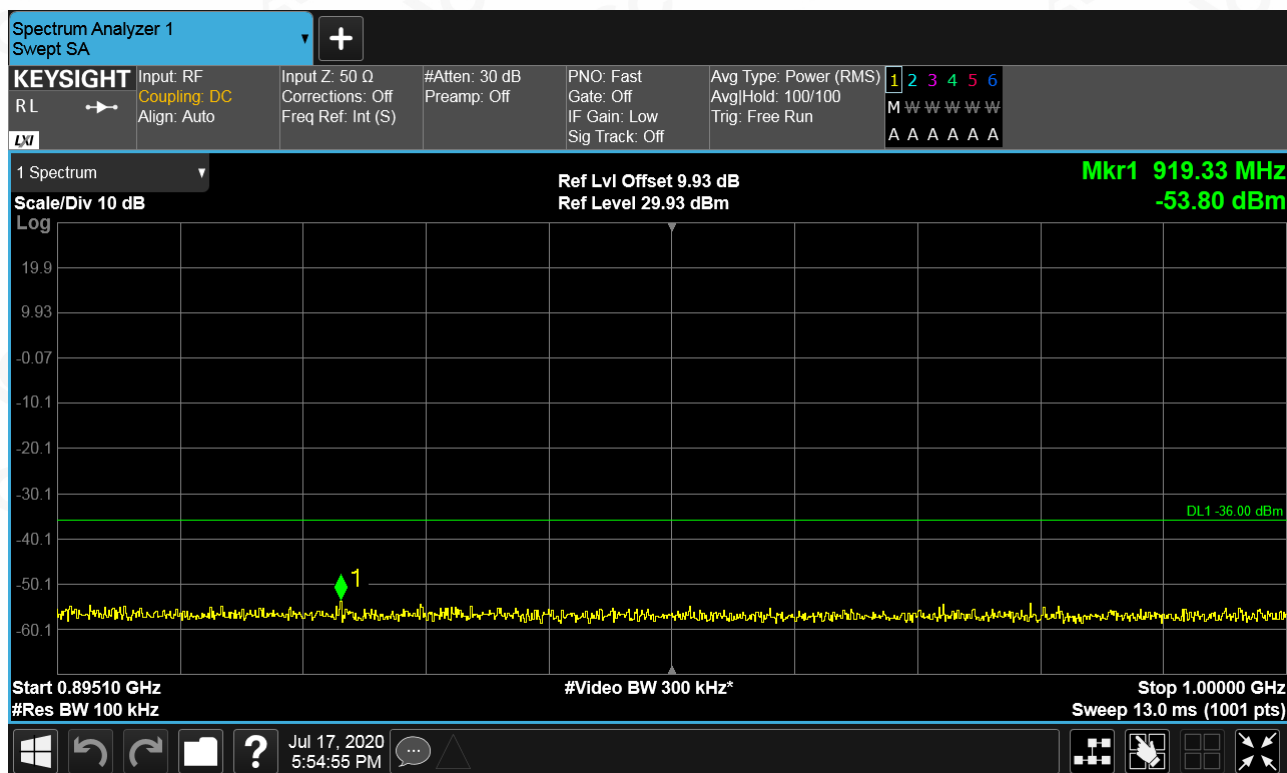 Spectrum Analyzer 1
Swept SA
+
KEYSIGHT
RL
LXI
Input: RF
Coupling: DC
Align: Auto
Input Z: 50 Ω
Corrections: Off
Freq Ref: Int (S)
#Atten: 30 dB
Preamp: Off
PNO: Fast
Gate: Off
IF Gain: Low
Sig Track: Off
Avg Type: Power (RMS)
Avg|Hold: 100/100
Trig: Free Run
1 2 3 4 5 6
M W W W W W
A A A A A A
1 Spectrum
Scale/Div 10 dB
Log
Ref Lvl Offset 9.93 dB
Ref Level 29.93 dBm
Mkr1 919.33 MHz
-53.80 dBm
19.9
9.93
-0.07
-10.1
-20.1
-30.1
DL1 -36.00 dBm
-40.1
-50.1
1
-60.1
Start 0.89510 GHz
#Res BW 100 kHz
#Video BW 300 kHz*
Stop 1.00000 GHz
Sweep 13.0 ms (1001 pts)
?
Jul 17, 2020
5:54:55 PM